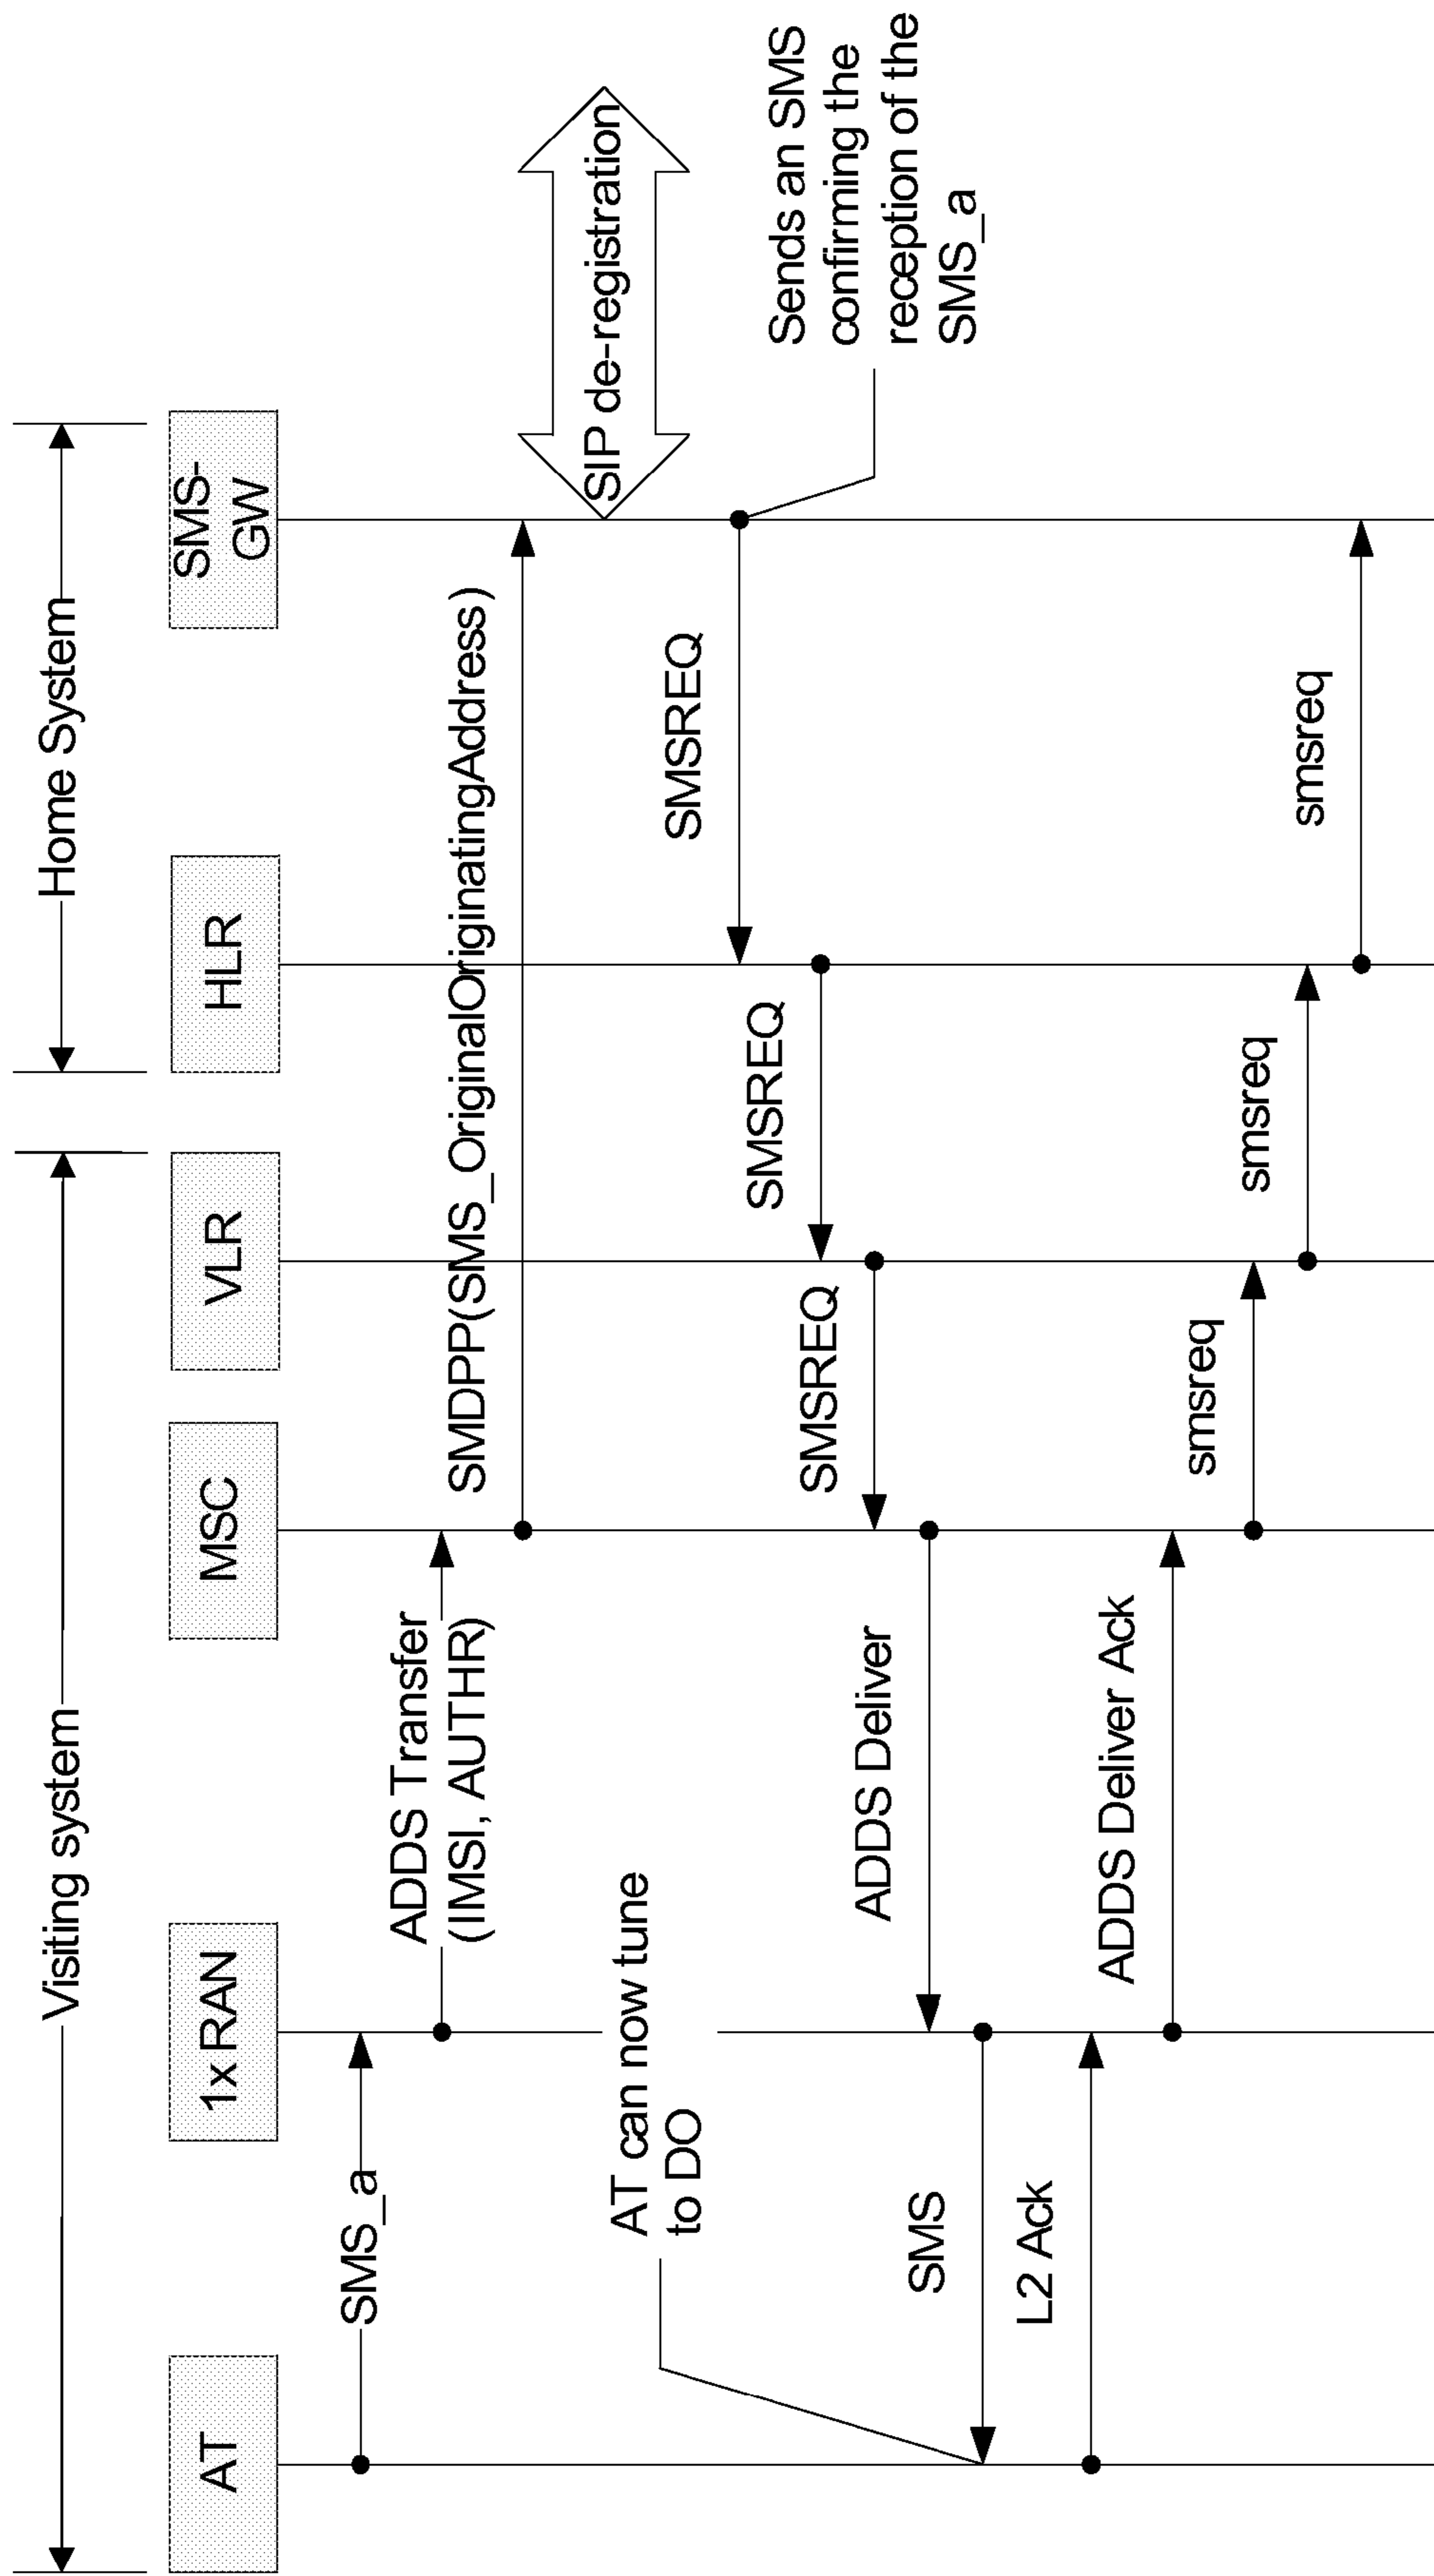 Visiting system
Home System
AT
1x RAN
MSC
VLR
HLR
SMS-
GW
SMS_a
ADDS Transfer
(IMSI, AUTHR)
SMDPP(SMS_OriginalOriginatingAddress)
SIP de-registration
AT can now tune
to DO
SMSREQ
Sends an SMS
confirming the
reception of the
SMS_a
SMSREQ
SMSREQ
ADDS Deliver
SMS
L2 Ack
ADDS Deliver Ack
smsreq
smsreq
smsreq